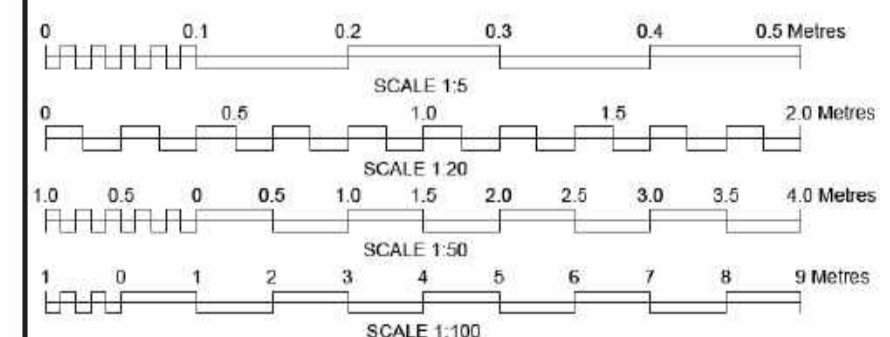 0 0.1 0.2 0.3 0.4 0.5 Metres
SCALE 1:5
0 0.5 1.0 1.5 2.0 Metres
SCALE 1:20
1.0 0.5 0 0.5 1.0 1.5 2.0 2.5 3.0 3.5 4.0 Metres
SCALE 1:50
1 0 1 2 3 4 5 6 7 8 9 Metres
SCALE 1:100